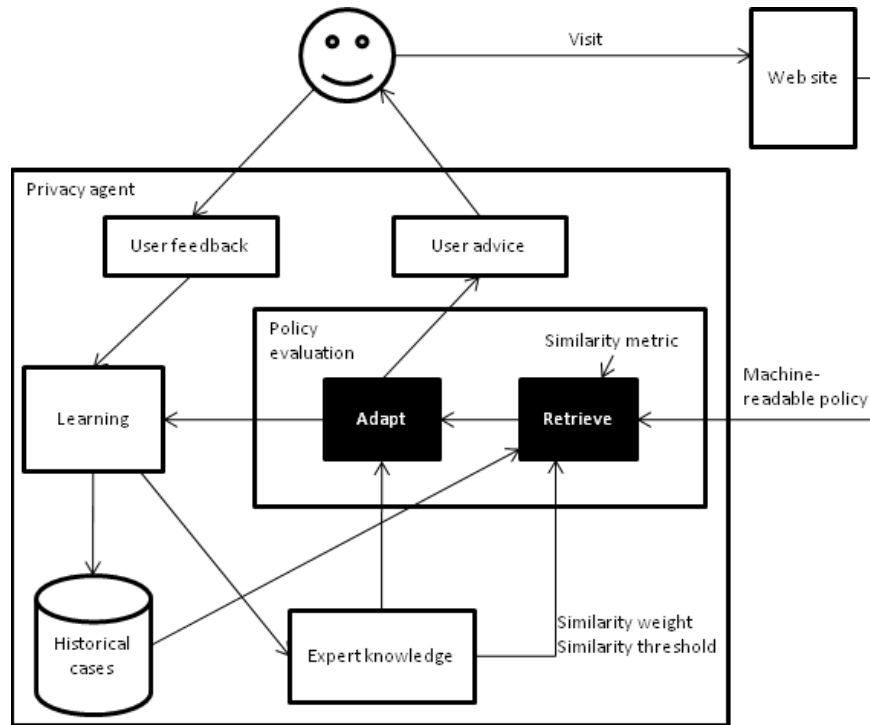 Visit
Web site
Privacy agent
User feedback
User advice
Policy
evaluation
Similarity metric
Machine-
readable policy
Learning
Adapt
Retrieve
Historical
cases
Expert knowledge
Similarity weight
Similarity threshold